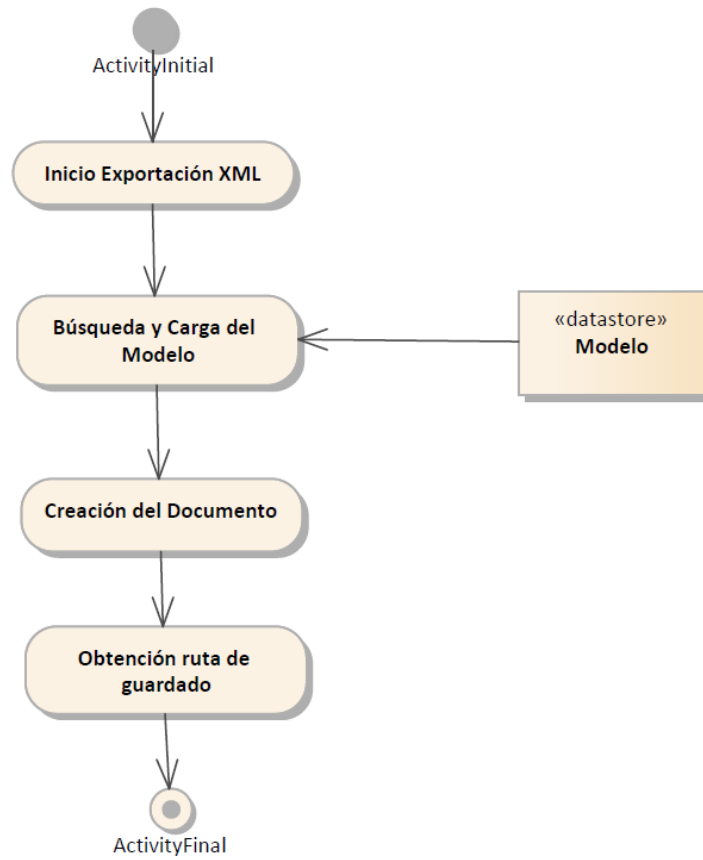 ActivityInitial
Inicio Exportación XML
Búsqueda y Carga del
Modelo
«datastore»
Modelo
Creación del Documento
Obtención ruta de
guardado
ActivityFinal